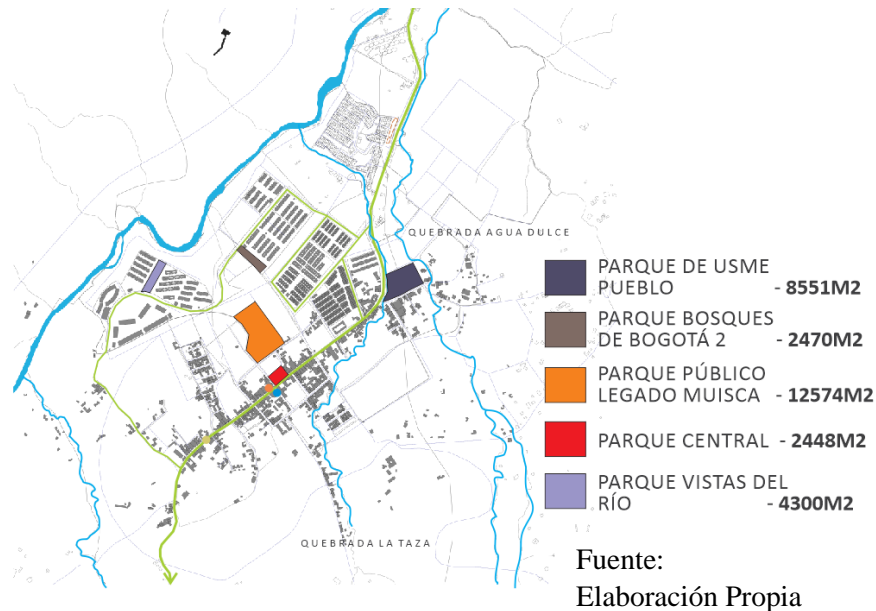 QUEBRADA AGUA DULCE
PARQUE DE USME
PUEBLO - 8551M2
PARQUE BOSQUES
DE BOGOTÁ 2 - 2470M2
PARQUE PÚBLICO
LEGADO MUISCA - 12574M2
PARQUE CENTRAL - 2448M2
PARQUE VISTAS DEL
RÍO - 4300M2
QUEBRADA LA TAZA
Fuente:
Elaboración Propia